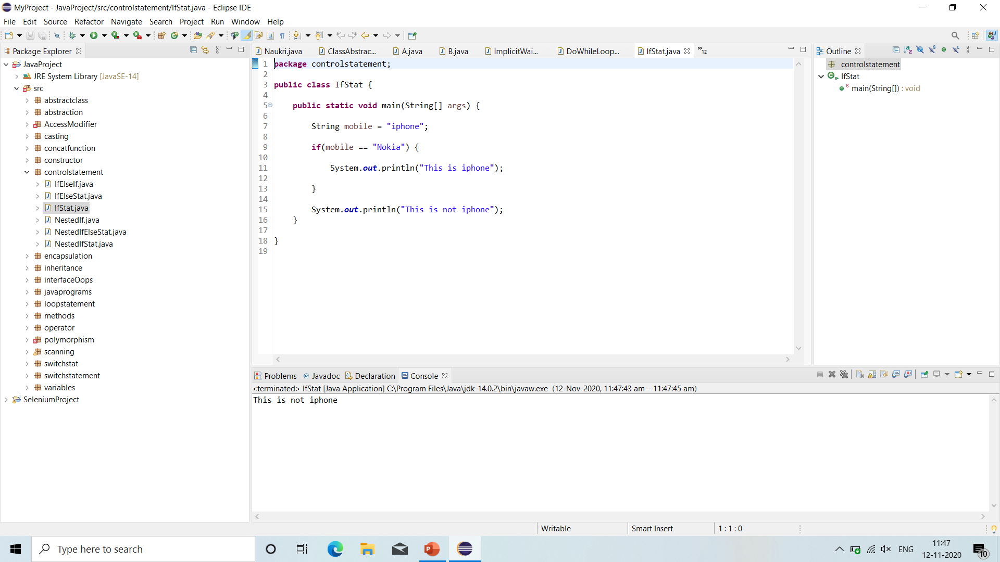 MyProject - JavaProject/src/controlstatement/IfStat.java - Eclipse IDE
File Edit Source Refactor Navigate Search Project Run Window Help
Package Explorer
JavaProject
JRE System Library [JavaSE-14]
src
abstractclass
abstraction
AccessModifier
casting
concatfunction
constructor
controlstatement
IfElseIf.java
IfElseStat.java
IfStat.java
NestedIf.java
NestedIfElseStat.java
NestedIfStat.java
encapsulation
inheritance
interfaceOops
javaprograms
loopstatement
methods
operator
polymorphism
scanning
switchstat
switchstatement
variables
SeleniumProject
Naukri.java ClassAbstrac... A.java B.java ImplicitWai... DoWhileLoop... IfStat.java »12
1 package controlstatement;
2
3 public class IfStat {
4
5 public static void main(String[] args) {
6
7 String mobile = "iphone";
8
9 if(mobile == "Nokia") {
10
11 System.out.println("This is iphone");
12
13 }
14
15 System.out.println("This is not iphone");
16 }
17
18 }
19
Outline
controlstatement
IfStat
main(String[]) : void
Problems @ Javadoc Declaration Console
<terminated> IfStat [Java Application] C:\Program Files\Java\jdk-14.0.2\bin\javaw.exe (12-Nov-2020, 11:47:43 am – 11:47:45 am)
This is not iphone
Writable Smart Insert 1 : 1 : 0
Type here to search
ENG
11:47
12-11-2020
10